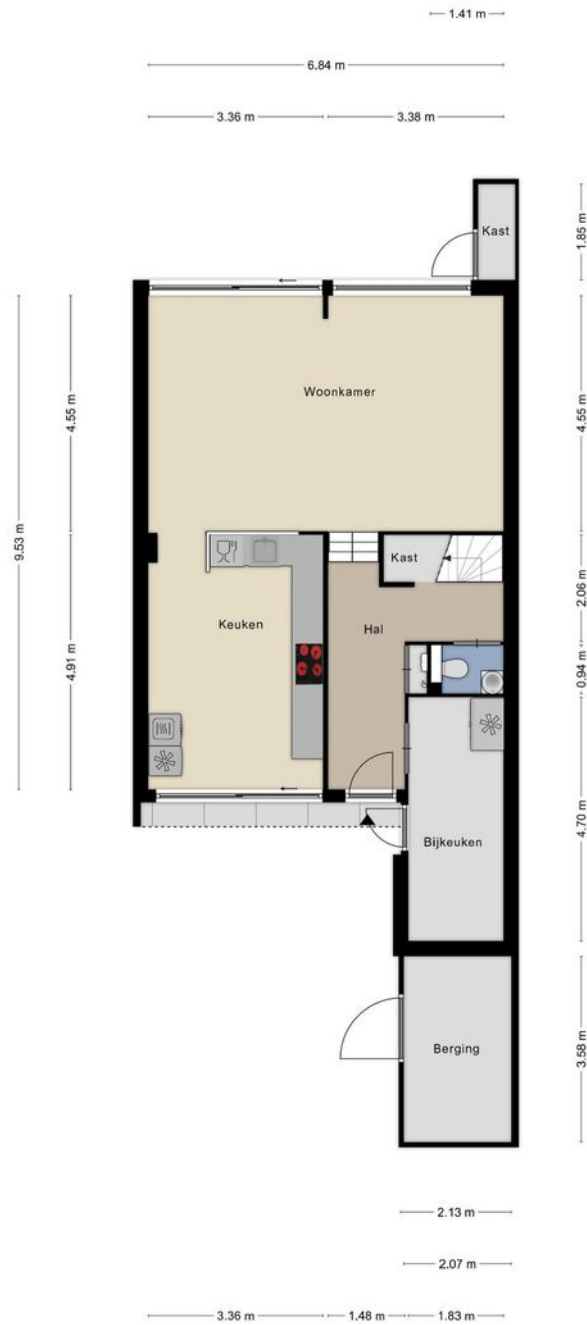 1.41 m
6.84 m
3.36 m
3.38 m
Kast
1.85 m
Woonkamer
4.55 m
4.55 m
9.53 m
Kast
2.06 m
Keuken
Hal
4.91 m
0.94 m
Bijkeuken
4.70 m
Berging
3.58 m
2.13 m
2.07 m
3.36 m
1.48 m
1.83 m